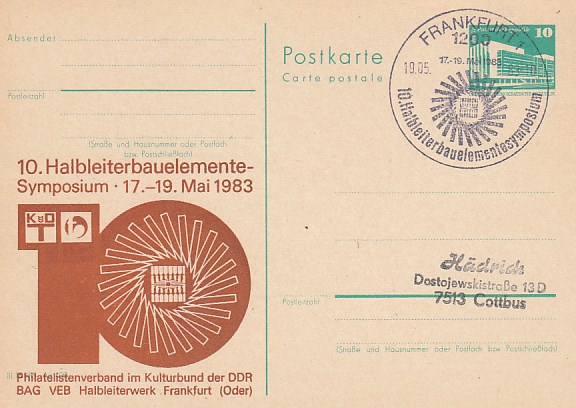 Absender
Postleitzahl
(Straße und Hausnummer oder Postfach
bzw. Postschließfach)
10. Halbleiterbauelemente-
Symposium · 17.–19. Mai 1983
KdT
10
Philatelistenverband im Kulturbund der DDR
BAG VEB Halbleiterwerk Frankfurt (Oder)
Postkarte
Carte postale
FRANKFURT
1200
17.-19. Mai 1983
19.05.
10. Halbleiterbauelementesymposium
10
Hädrich
Dostojewskistraße 13 D
7513 Cottbus
Postleitzahl
(Straße und Hausnummer oder Postfach bzw. Postschließfach)